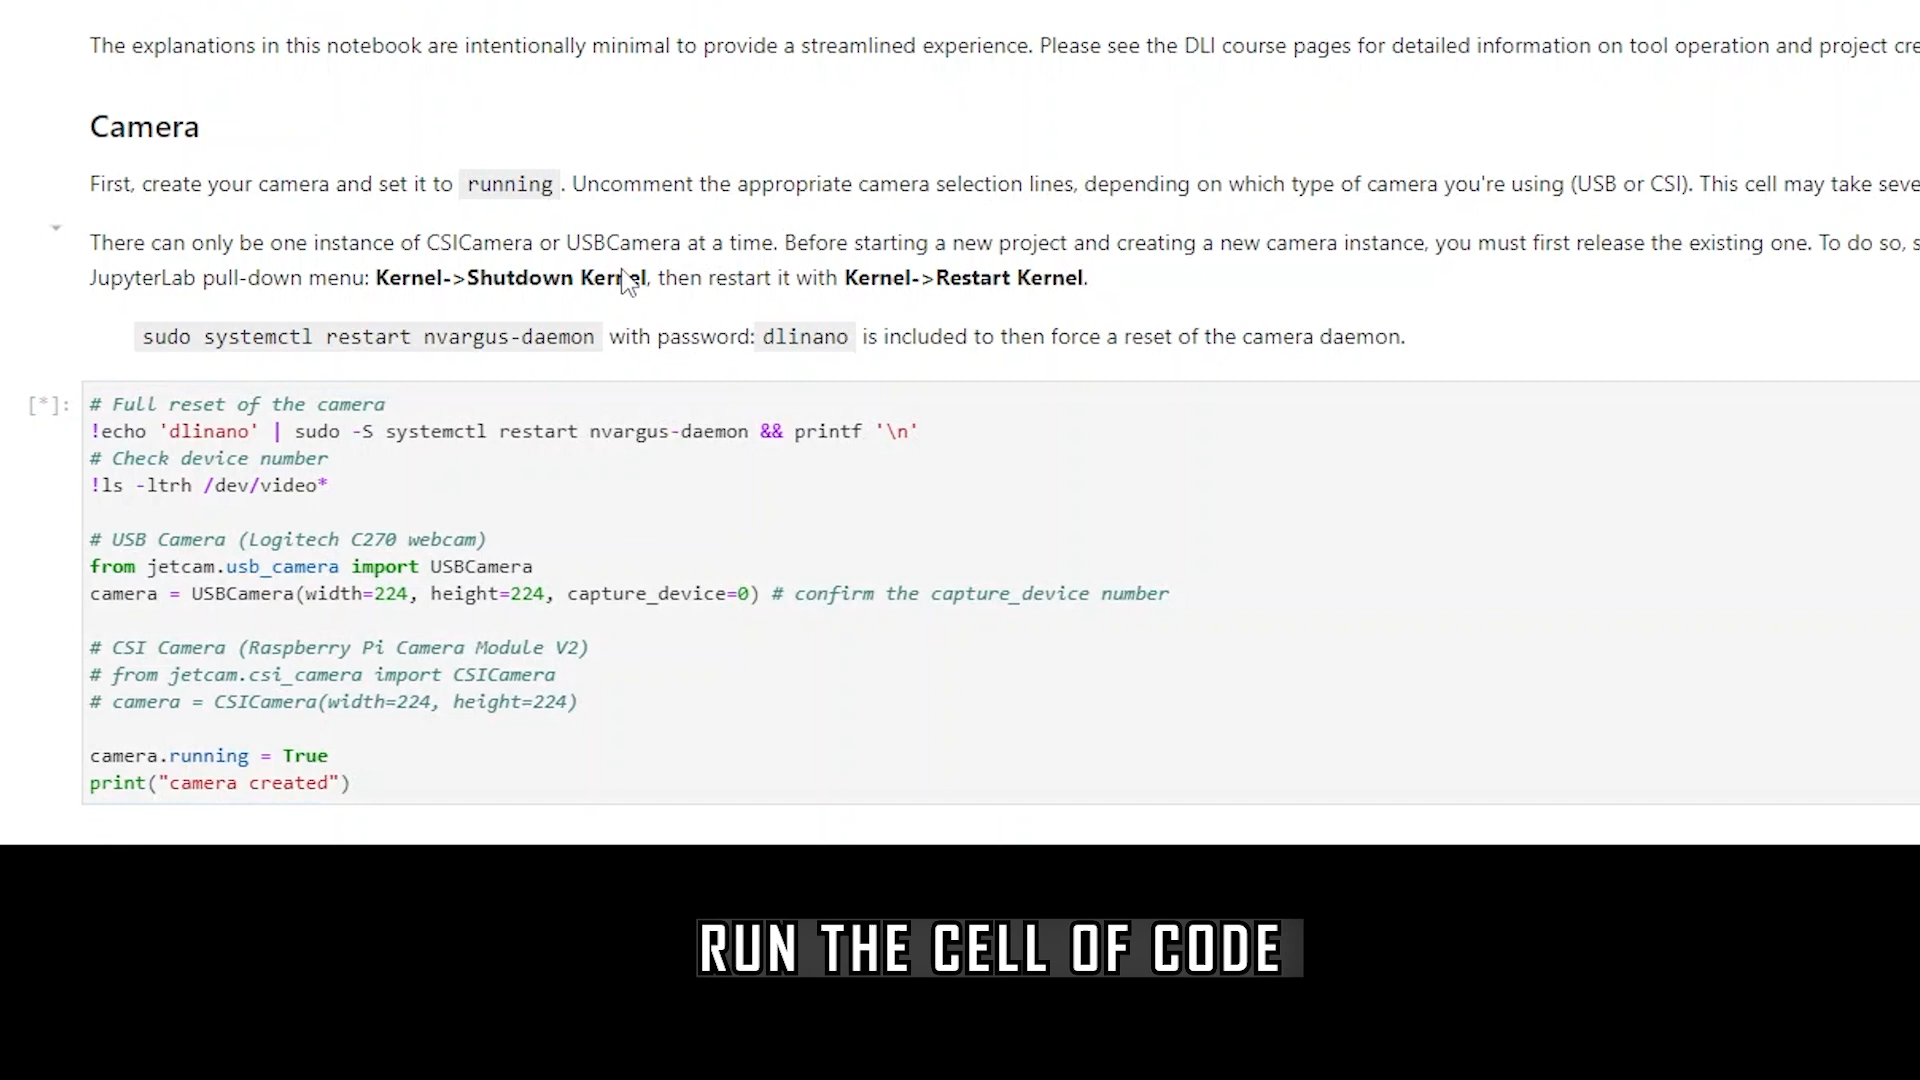 The explanations in this notebook are intentionally minimal to provide a streamlined experience. Please see the DLI course pages for detailed information on tool operation and project cre
Camera
First, create your camera and set it to running . Uncomment the appropriate camera selection lines, depending on which type of camera you're using (USB or CSI). This cell may take seve
There can only be one instance of CSICamera or USBCamera at a time. Before starting a new project and creating a new camera instance, you must first release the existing one. To do so, s
JupyterLab pull-down menu: Kernel->Shutdown Kernel, then restart it with Kernel->Restart Kernel.
sudo systemctl restart nvargus-daemon with password: dlinano is included to then force a reset of the camera daemon.
[*]: # Full reset of the camera
!echo 'dlinano' | sudo -S systemctl restart nvargus-daemon && printf '\n'
# Check device number
!ls -ltrh /dev/video*
# USB Camera (Logitech C270 webcam)
from jetcam.usb_camera import USBCamera
camera = USBCamera(width=224, height=224, capture_device=0) # confirm the capture_device number
# CSI Camera (Raspberry Pi Camera Module V2)
# from jetcam.csi_camera import CSICamera
# camera = CSICamera(width=224, height=224)
camera.running = True
print("camera created")
RUN THE CELL OF CODE